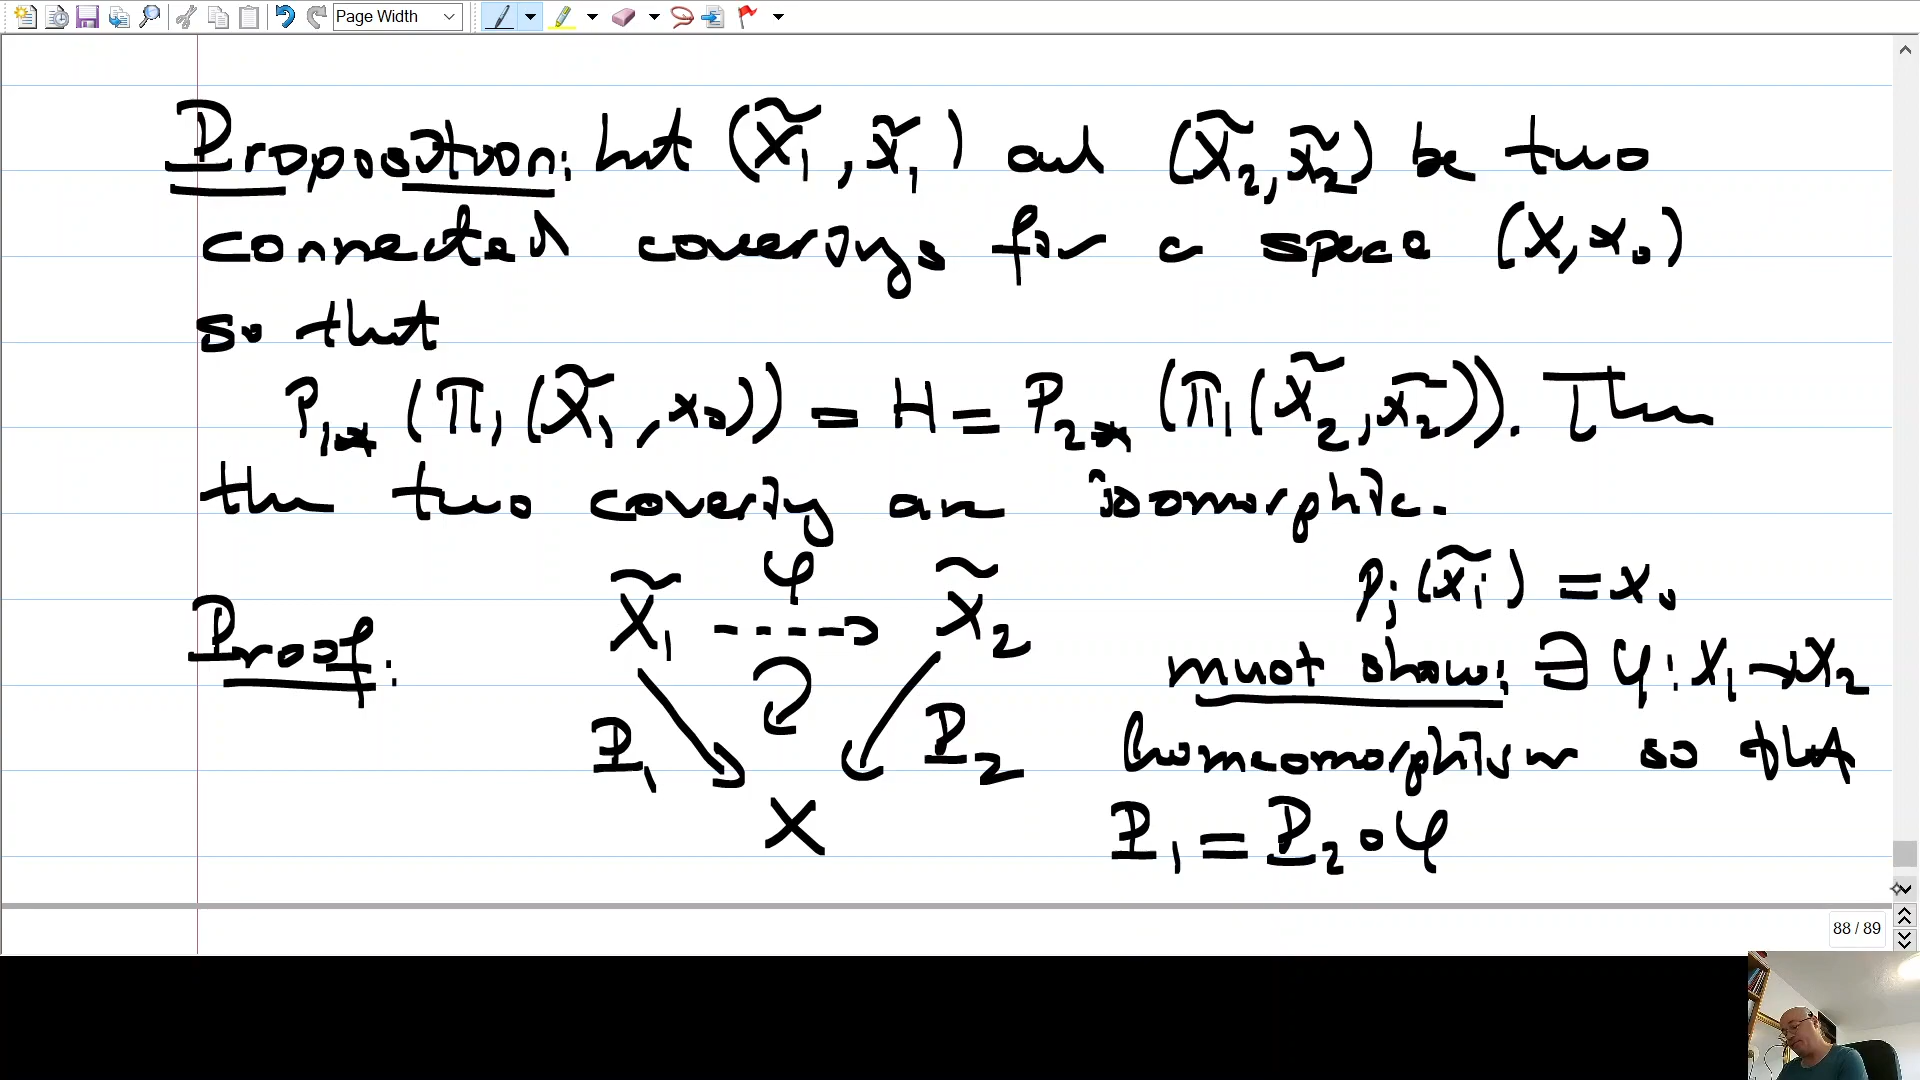 Page Width
Proposition: Let (X̃₁, x̃₁) and (X̃₂, x̃₂) be two
connected coverings for a space (X, x₀)
so that
P₁* (π₁(X̃₁, x₀)) = H = P₂* (π₁(X̃₂, x̃₂)). Then
the two covering are isomorphic.
Proof:
X̃₁ φ X̃₂
P₁ P₂
X
pᵢ(x̃ᵢ) = x₀
must show: ∃ φ: X₁ → X₂
homeomorphism so that
P₁ = P₂ ∘ φ
88 / 89